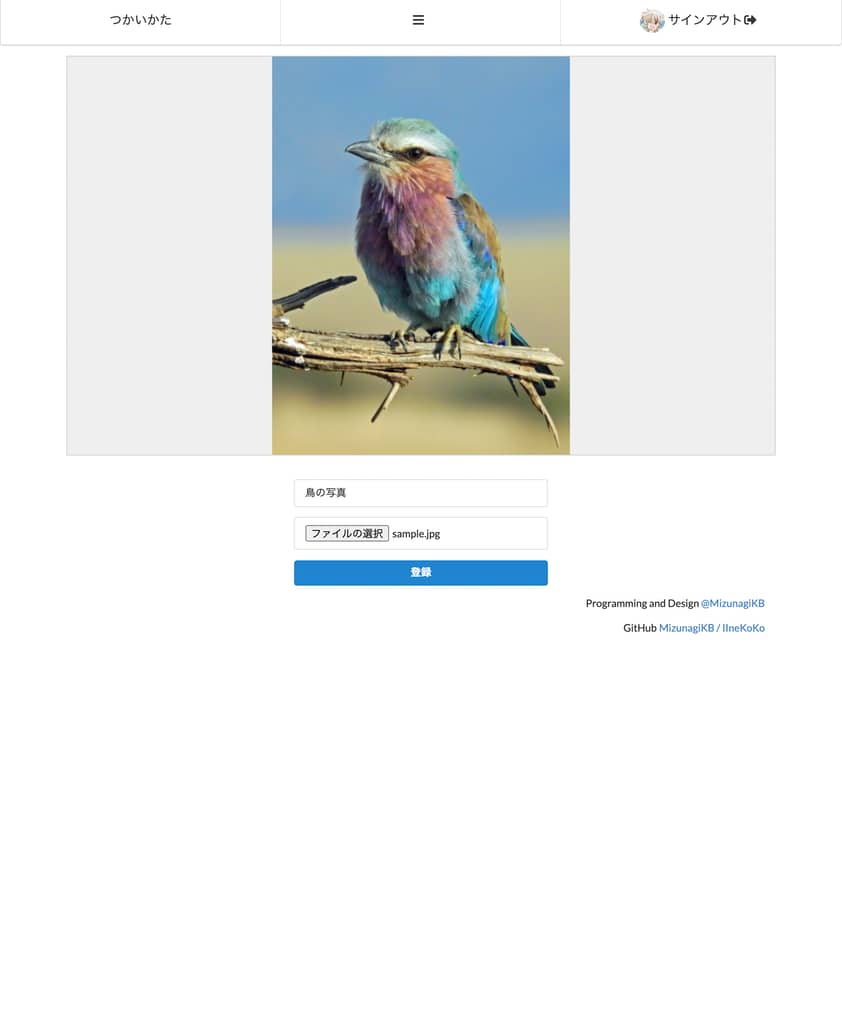 つかいかた
サインアウト
鳥の写真
ファイルの選択 sample.jpg
登録
Programming and Design @MizunagiKB
GitHub MizunagiKB / IIneKoKo